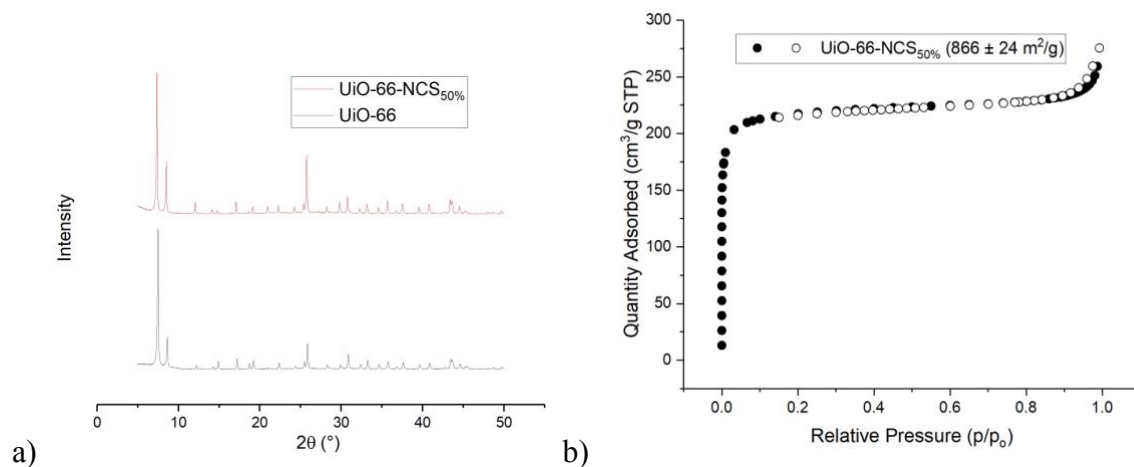 UiO-66-NCS50%
UiO-66
Intensity
0 10 20 30 40 50
2θ (°)
a)
UiO-66-NCS50% (866 ± 24 m²/g)
300
250
200
150
100
50
0
Quantity Adsorbed (cm³/g STP)
0.0 0.2 0.4 0.6 0.8 1.0
Relative Pressure (p/po)
b)